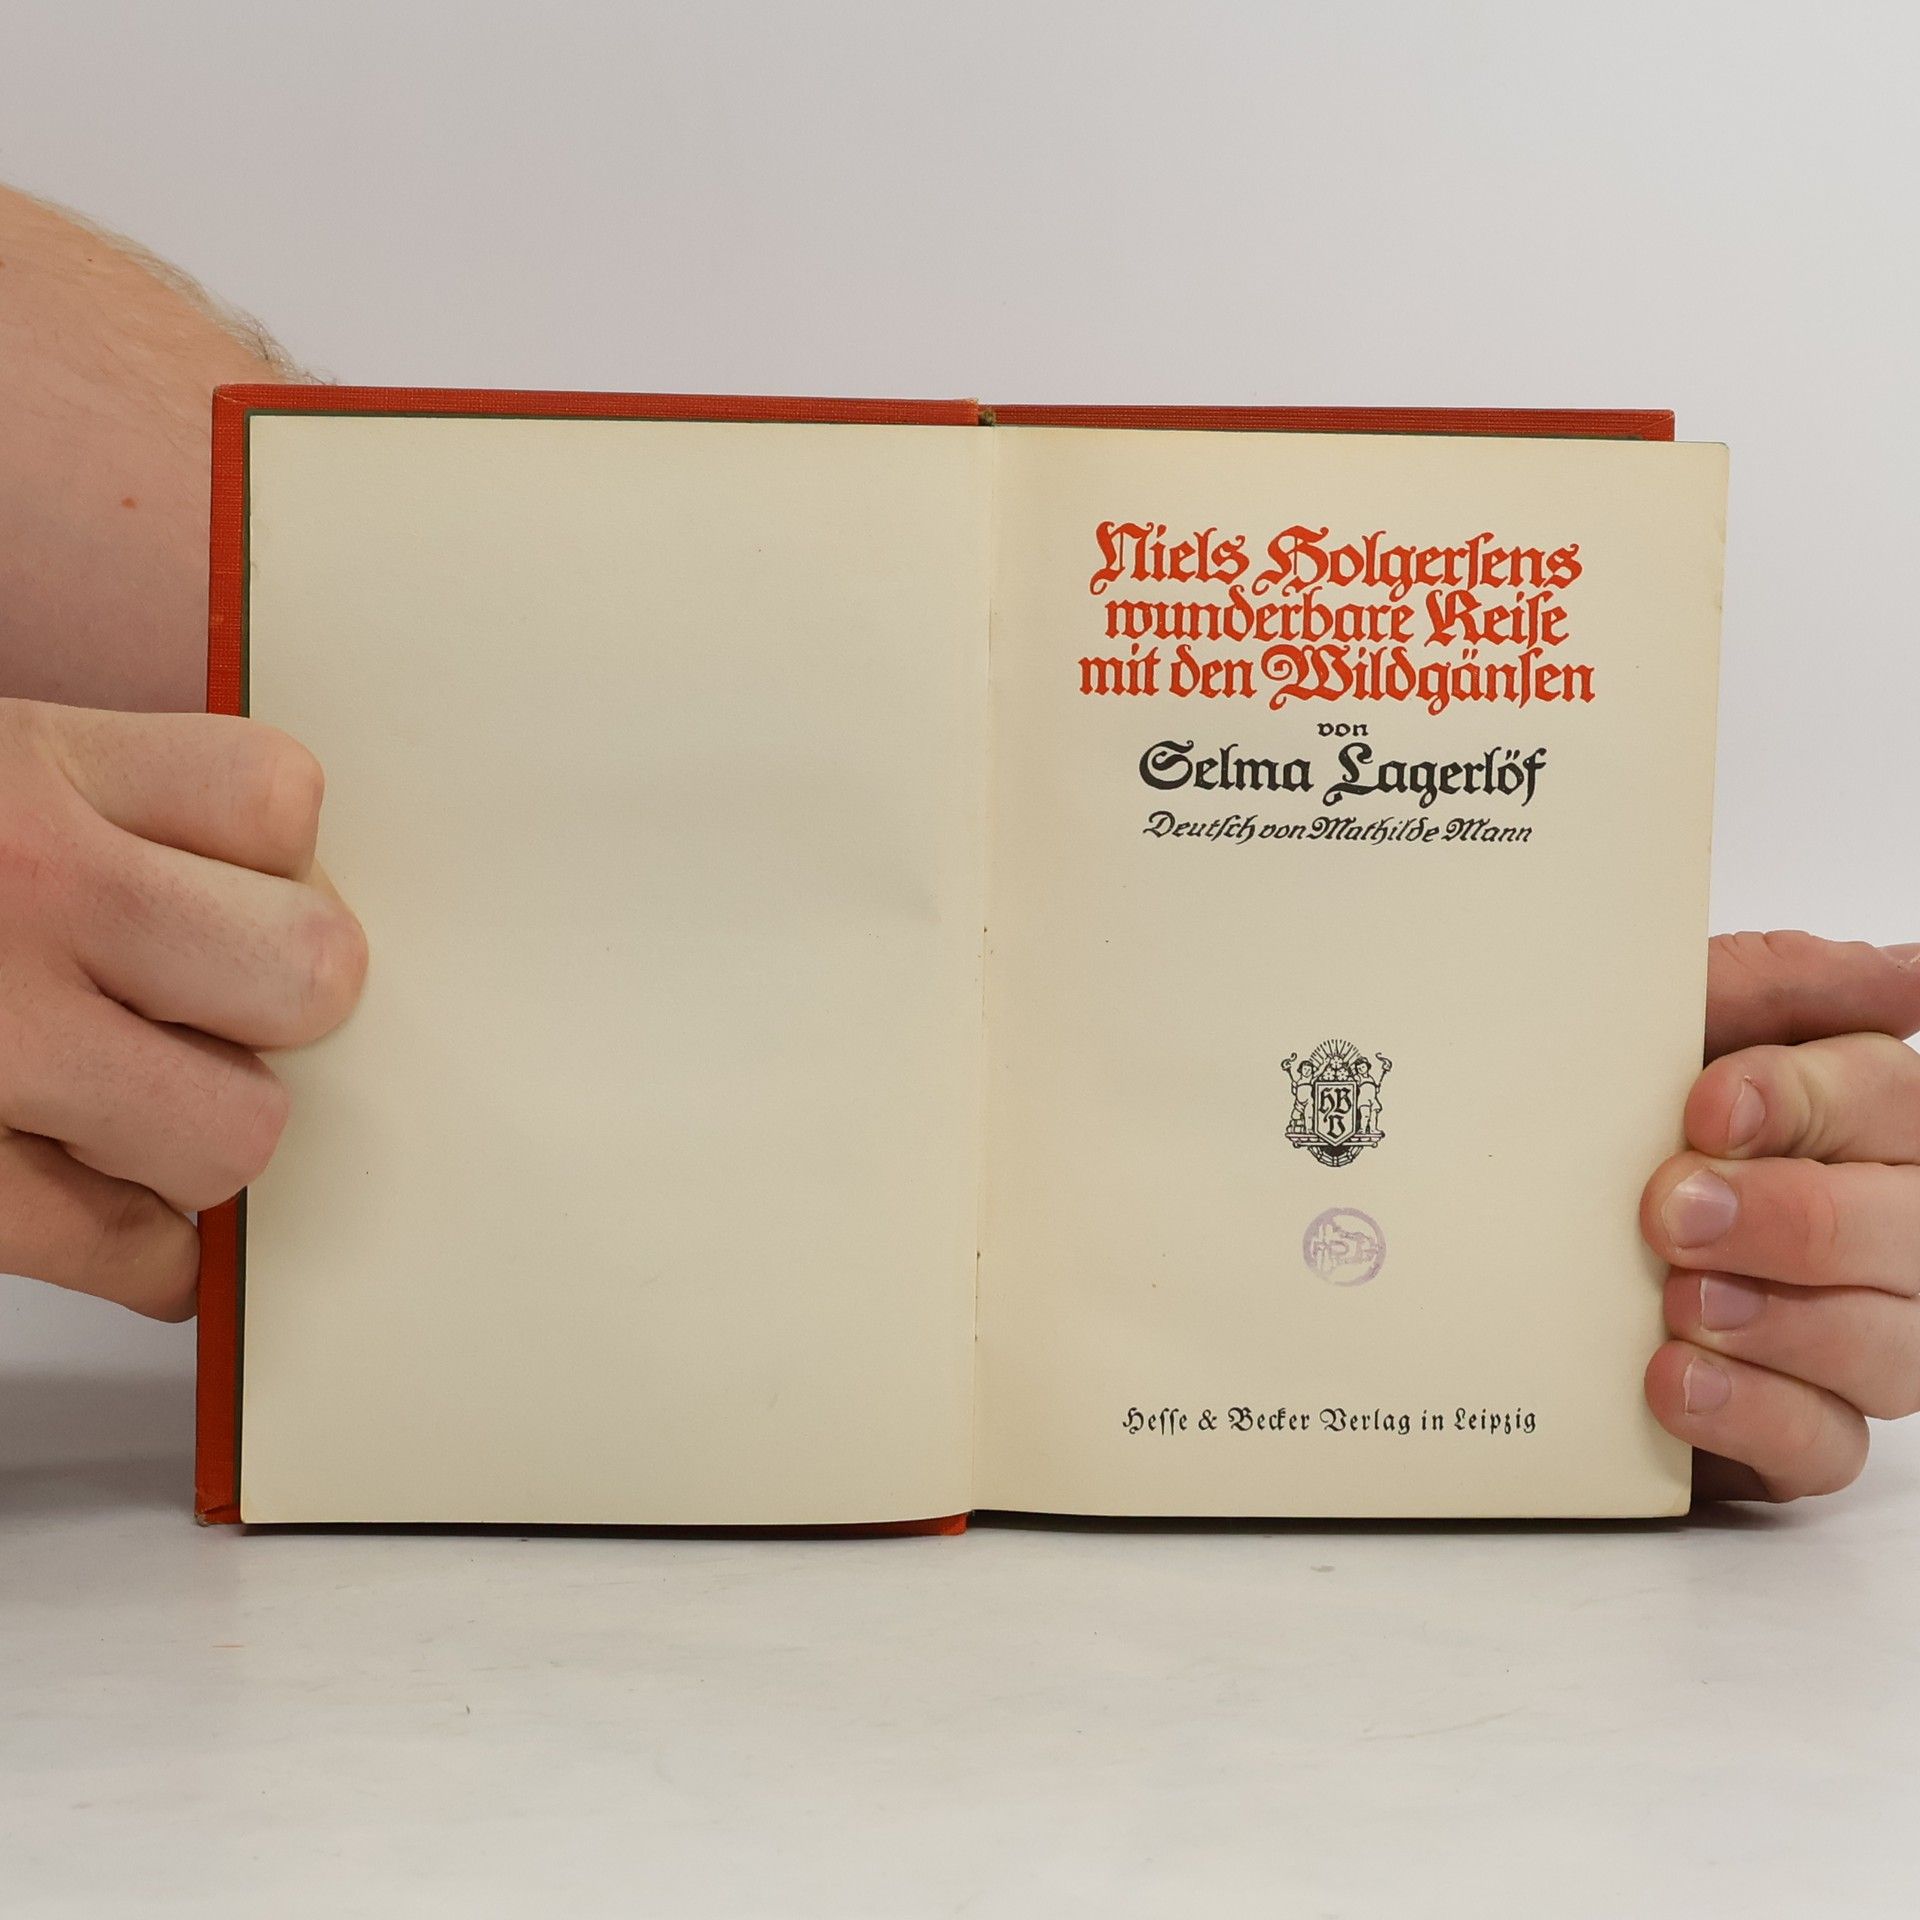 Niels Holgerſens
wunderbare Reiſe
mit den Wildgänſen
von
Selma Lagerlöf
Deutſch von Mathilde Mann
HB
V
Heſſe & Becker Verlag in Leipzig